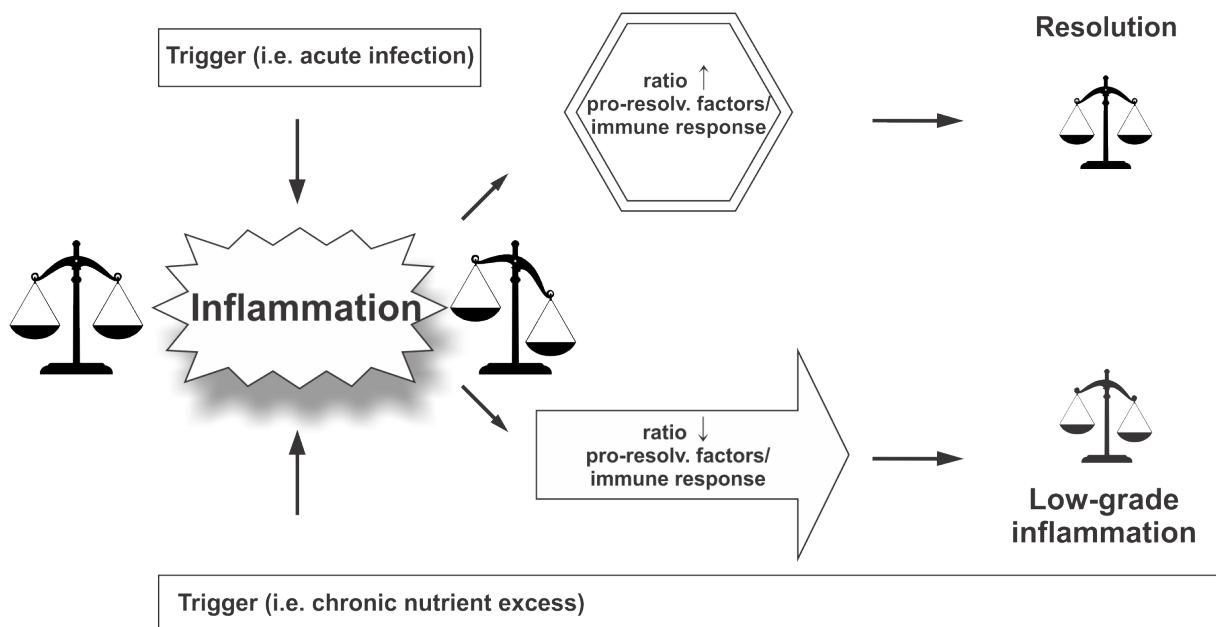 Trigger (i.e. acute infection)
ratio ↑
pro-resolv. factors/
immune response
Resolution
Inflammation
ratio ↓
pro-resolv. factors/
immune response
Low-grade
inflammation
Trigger (i.e. chronic nutrient excess)